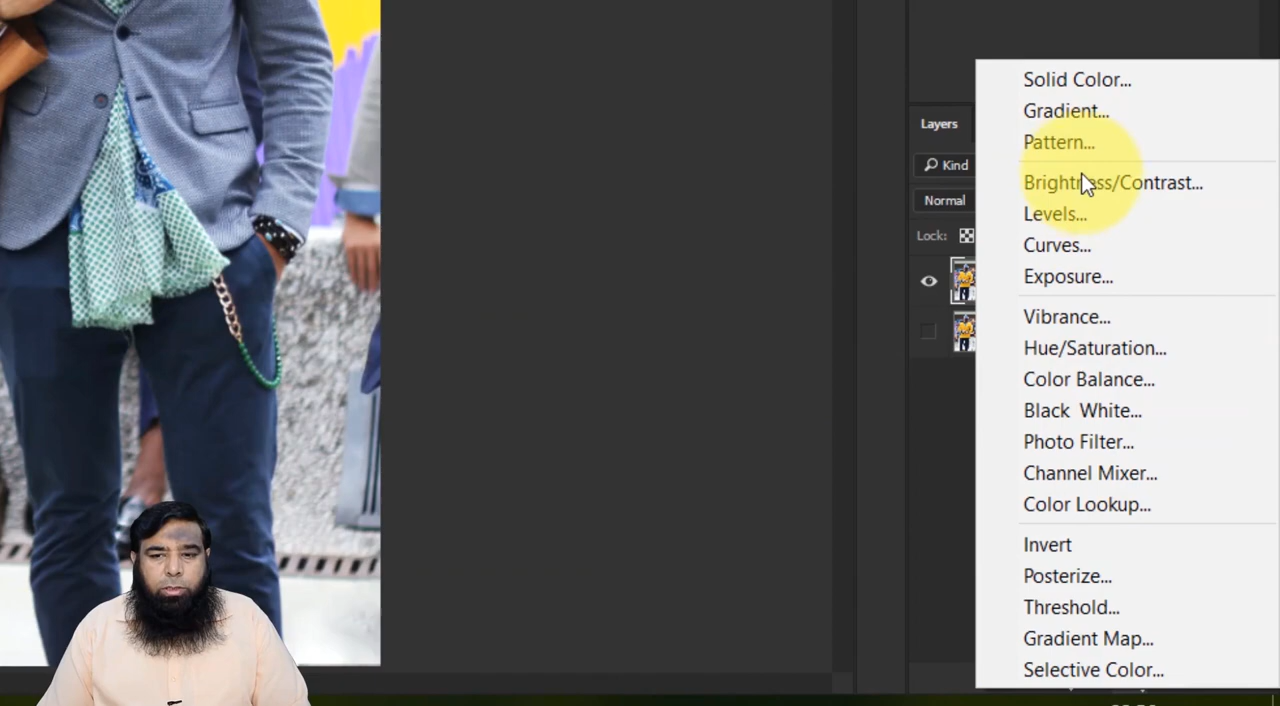 Solid Color...
Gradient...
Pattern...
Brightness/Contrast...
Levels...
Curves...
Exposure...
Vibrance...
Hue/Saturation...
Color Balance...
Black  White...
Photo Filter...
Channel Mixer...
Color Lookup...
Invert
Posterize...
Threshold...
Gradient Map...
Selective Color...
Layers
Kind
Normal
Lock: